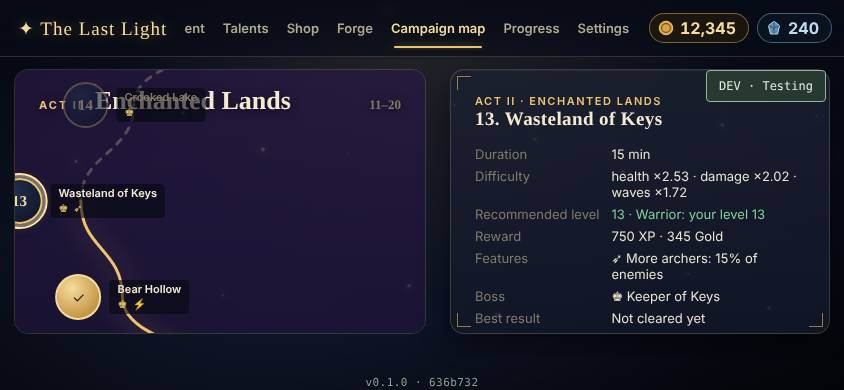 ✦ The Last Light
ent Talents Shop Forge Campaign map Progress Settings
12,345 240
ACT II Enchanted Lands 11–20
14 Crooked Lake
13 Wasteland of Keys
✓ Bear Hollow
DEV · Testing
ACT II · ENCHANTED LANDS
13. Wasteland of Keys
Duration 15 min
Difficulty health ×2.53 · damage ×2.02 ·
waves ×1.72
Recommended level 13 · Warrior: your level 13
Reward 750 XP · 345 Gold
Features ➶ More archers: 15% of
enemies
Boss ♚ Keeper of Keys
Best result Not cleared yet
v0.1.0 · 636b732